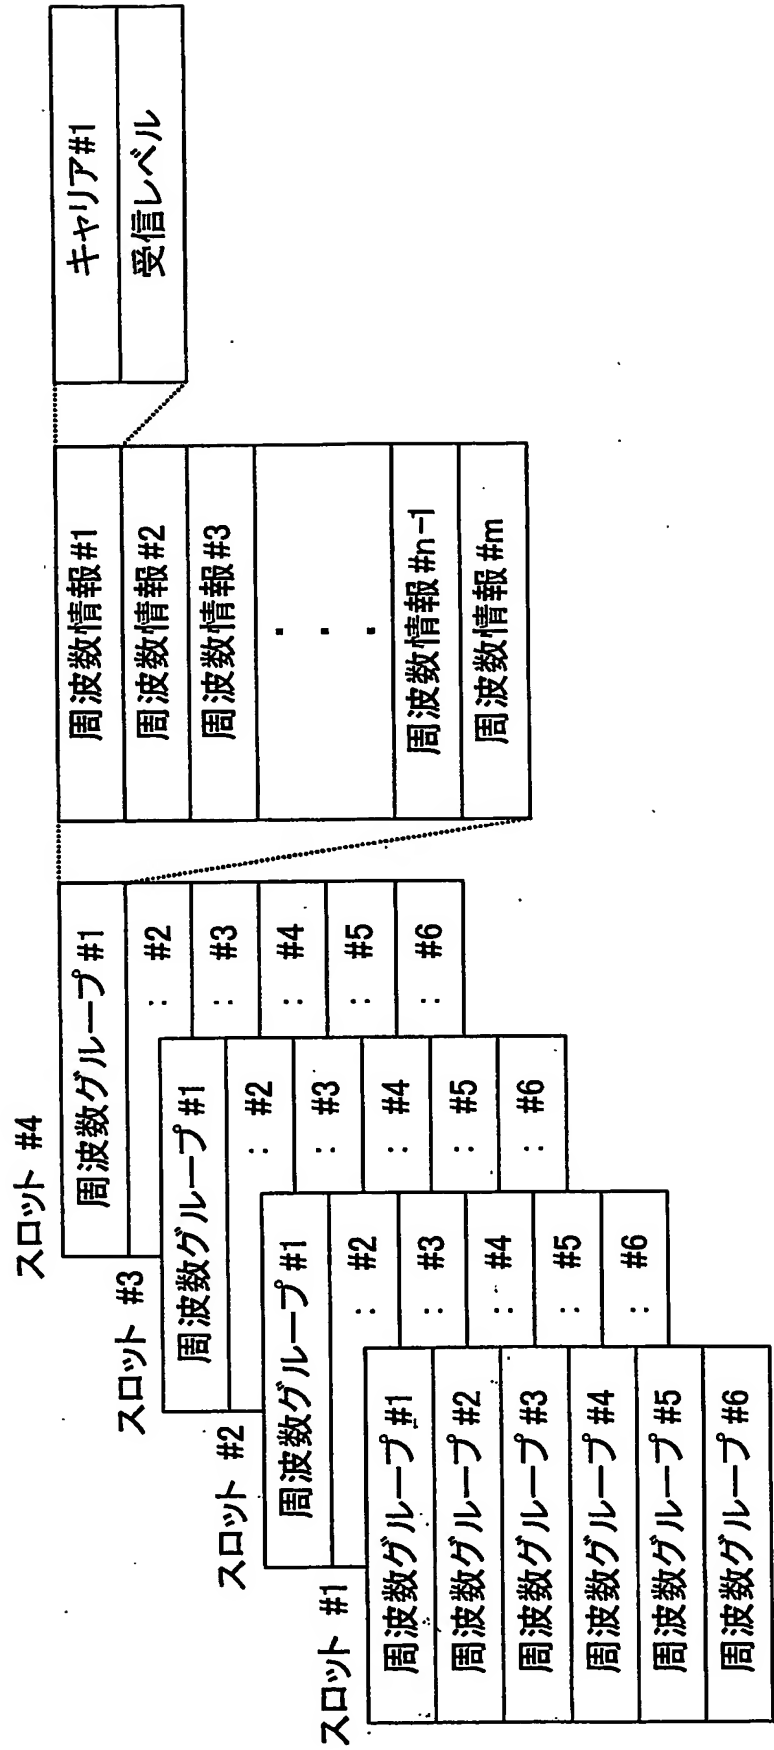 スロット #4
周波数グループ #1
: #2
: #3
: #4
: #5
: #6
スロット #3
周波数グループ #1
: #2
: #3
: #4
: #5
: #6
スロット #2
周波数グループ #1
: #2
: #3
: #4
: #5
: #6
スロット #1
周波数グループ #1
周波数グループ #2
周波数グループ #3
周波数グループ #4
周波数グループ #5
周波数グループ #6
周波数情報#1
周波数情報#2
周波数情報#3
・・・
周波数情報#n-1
周波数情報#m
キャリア#1
受信レベル